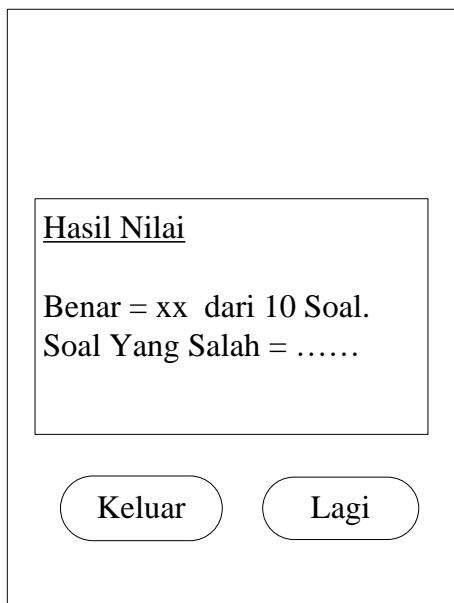 Hasil Nilai
Benar = xx  dari 10 Soal.
Soal Yang Salah = ……
Keluar
Lagi